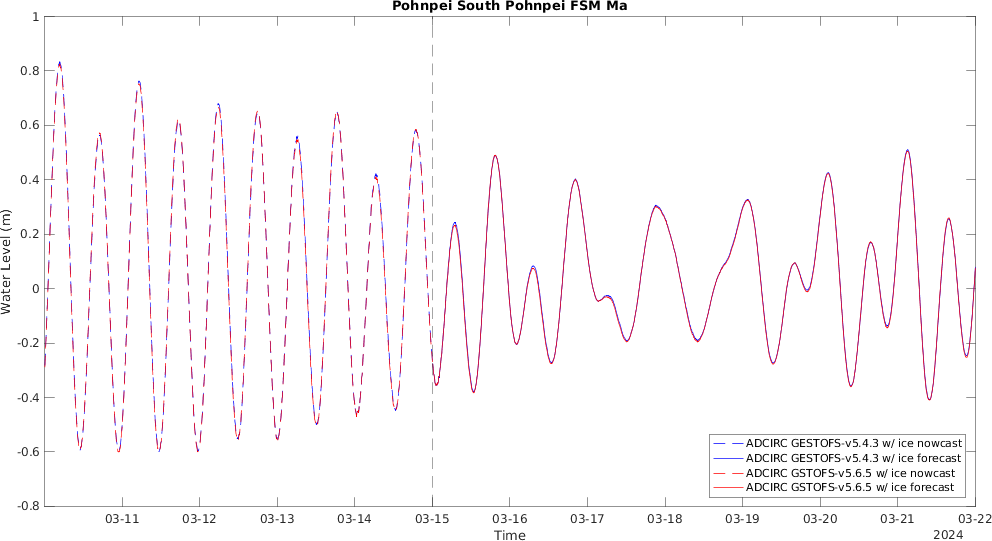 Pohnpei South Pohnpei FSM Ma
1
0.8
0.6
0.4
0.2
0
-0.2
-0.4
-0.6
-0.8
Water Level (m)
ADCIRC GESTOFS-v5.4.3 w/ ice nowcast
ADCIRC GESTOFS-v5.4.3 w/ ice forecast
ADCIRC GSTOFS-v5.6.5 w/ ice nowcast
ADCIRC GSTOFS-v5.6.5 w/ ice forecast
03-11 03-12 03-13 03-14 03-15 03-16 03-17 03-18 03-19 03-20 03-21 03-22
Time
2024